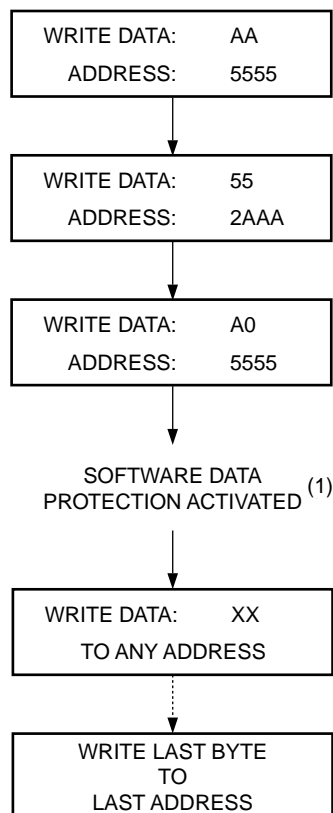 WRITE DATA: AA
ADDRESS: 5555
WRITE DATA: 55
ADDRESS: 2AAA
WRITE DATA: A0
ADDRESS: 5555
SOFTWARE DATA
PROTECTION ACTIVATED (1)
WRITE DATA: XX
TO ANY ADDRESS
WRITE LAST BYTE
TO
LAST ADDRESS